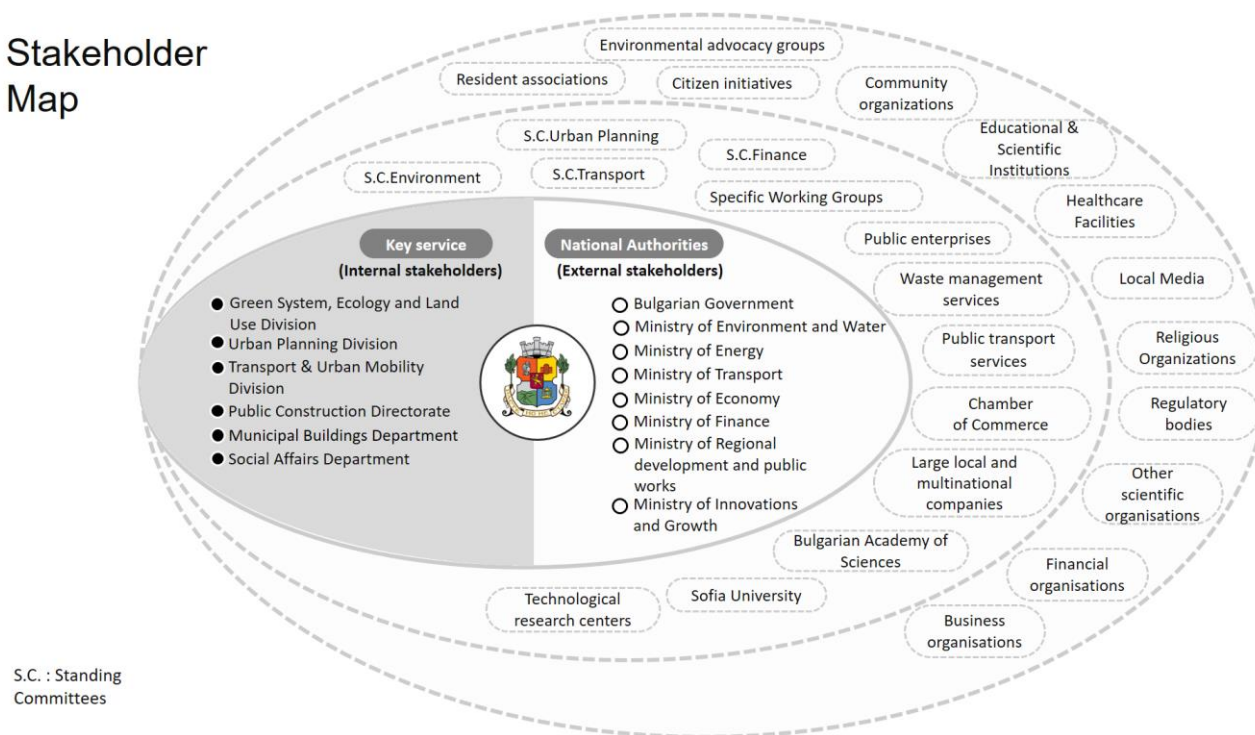 Stakeholder
Map
Environmental advocacy groups
Resident associations
Citizen initiatives
Community
organizations
Educational &
Scientific
Institutions
Healthcare
Facilities
Local Media
Religious
Organizations
Regulatory
bodies
Other
scientific
organisations
Financial
organisations
Business
organisations
S.C.Urban Planning
S.C.Finance
S.C.Environment
S.C.Transport
Specific Working Groups
Public enterprises
Waste management
services
Public transport
services
Chamber
of Commerce
Large local and
multinational
companies
Bulgarian Academy of
Sciences
Sofia University
Technological
research centers
Key service
(Internal stakeholders)
Green System, Ecology and Land
Use Division
Urban Planning Division
Transport & Urban Mobility
Division
Public Construction Directorate
Municipal Buildings Department
Social Affairs Department
National Authorities
(External stakeholders)
Bulgarian Government
Ministry of Environment and Water
Ministry of Energy
Ministry of Transport
Ministry of Economy
Ministry of Finance
Ministry of Regional
development and public
works
Ministry of Innovations
and Growth
S.C. : Standing
Committees